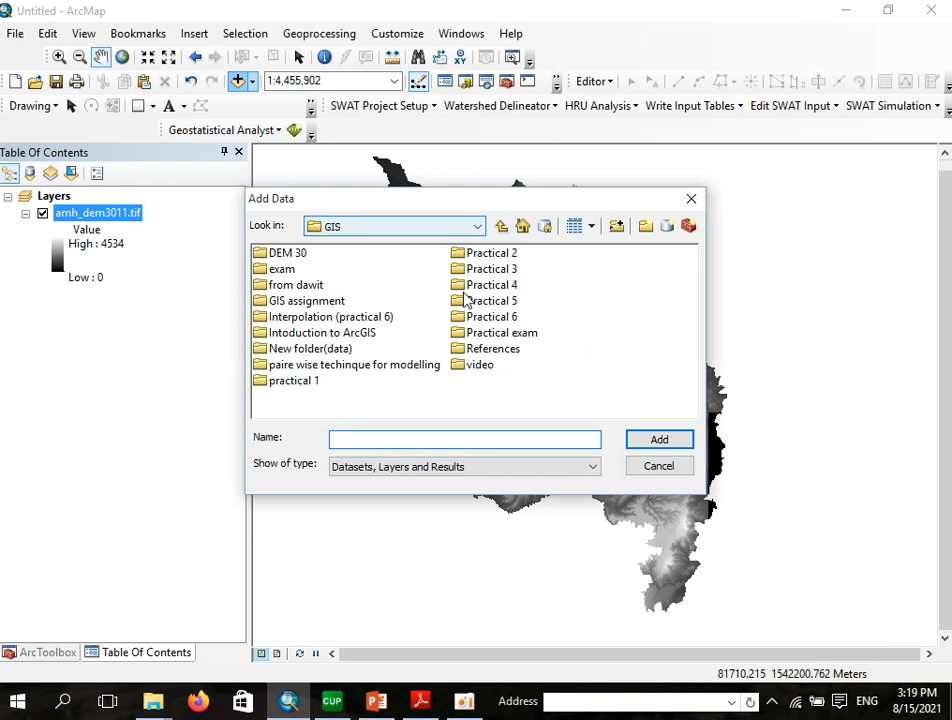 Untitled - ArcMap
File Edit View Bookmarks Insert Selection Geoprocessing Customize Windows Help
1:4,455,902 Editor
Drawing A SWAT Project Setup Watershed Delineator HRU Analysis Write Input Tables Edit SWAT Input SWAT Simulation
Geostatistical Analyst
Table Of Contents
Layers
amh_dem3011.tif
Value
High : 4534
Low : 0
Add Data
Look in: GIS
DEM 30
exam
from dawit
GIS assignment
Interpolation (practical 6)
Intoduction to ArcGIS
New folder(data)
paire wise techinque for modelling
practical 1
Practical 2
Practical 3
Practical 4
Practical 5
Practical 6
Practical exam
References
video
Name: Add
Show of type: Datasets, Layers and Results Cancel
ArcToolbox Table Of Contents
81710.215 1542200.762 Meters
CUP Address ENG 3:19 PM
8/15/2021